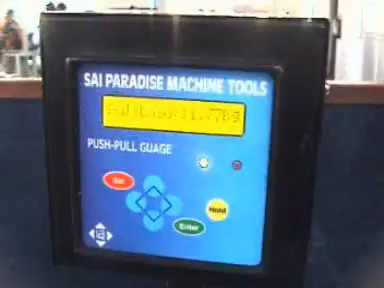 SAI PARADISE MACHINE TOOLS
PUSH-PULL GUAGE
Set
Hold
Enter